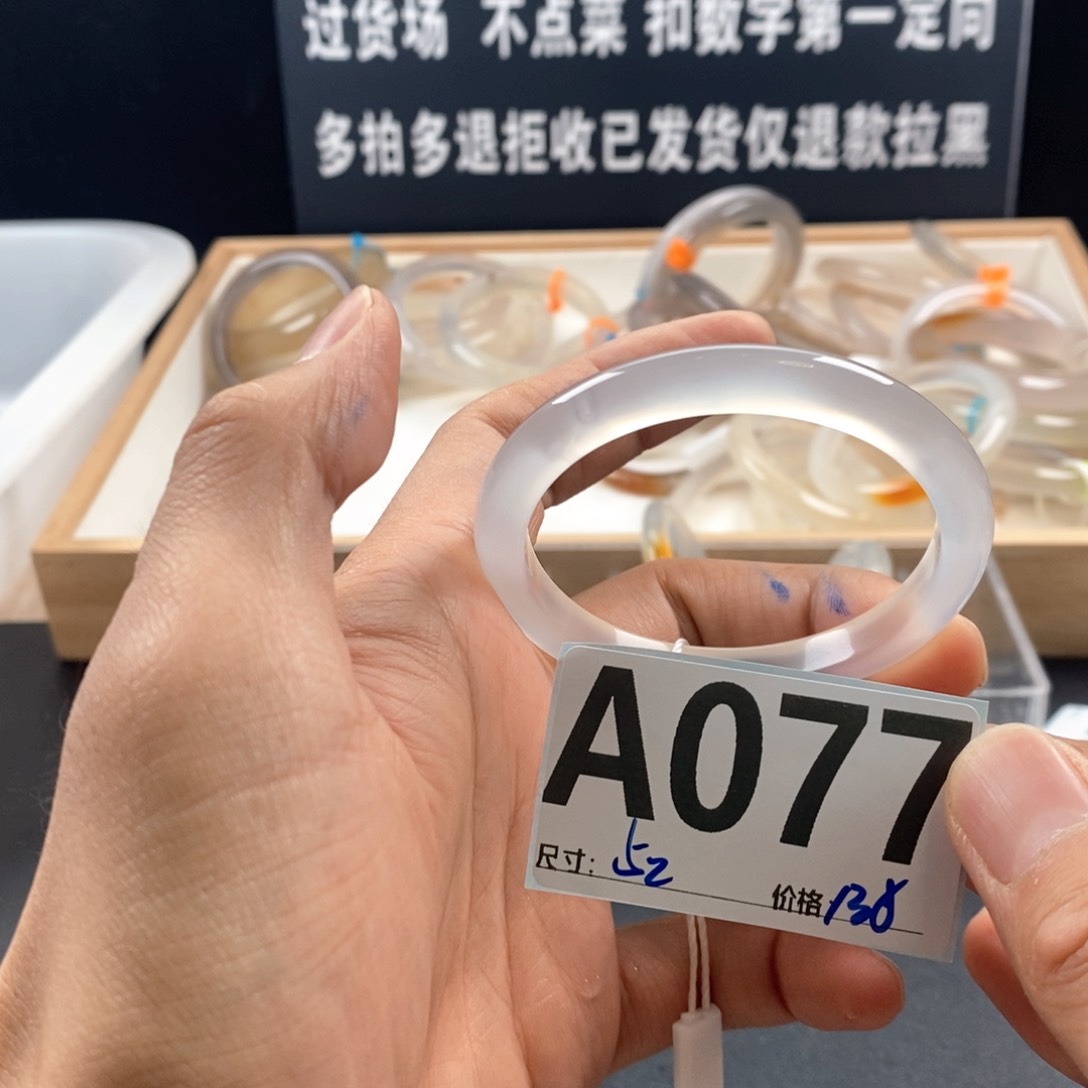 过货场 不点菜 扣数字第一定同
多拍多退拒收已发货仅退款拉黑
A077
尺寸: 52
价格: 138